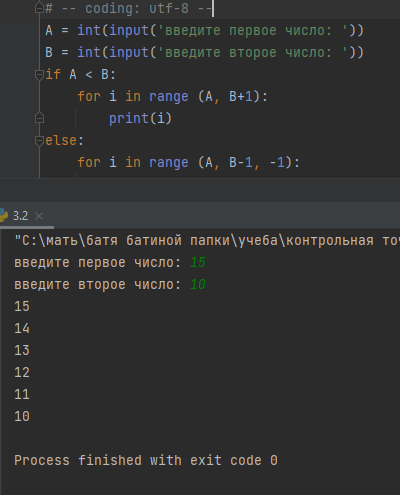 # -- coding: utf-8 --
A = int(input('введите первое число: '))
B = int(input('введите второе число: '))
if A < B:
    for i in range (A, B+1):
        print(i)
else:
    for i in range (A, B-1, -1):
3.2
"C:\мать\батя батиной папки\учеба\контрольная
введите первое число: 15
введите второе число: 10
15
14
13
12
11
10
Process finished with exit code 0